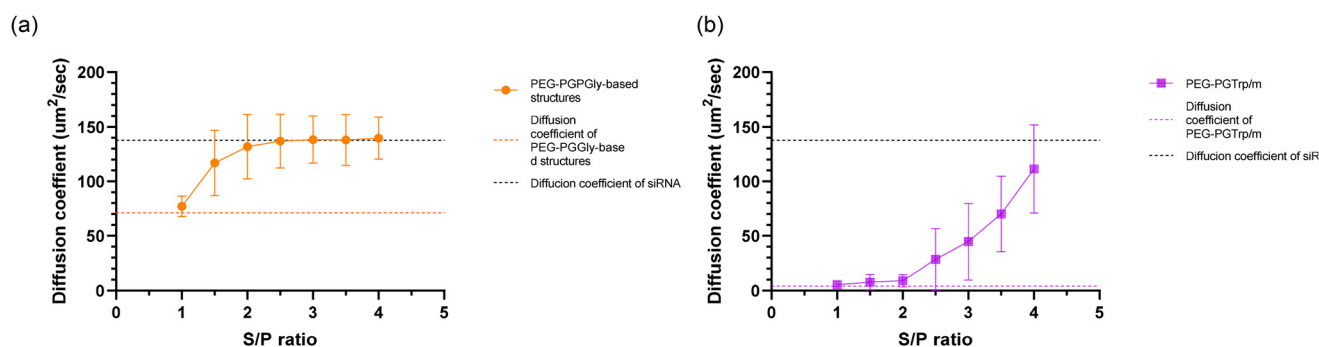 (a)
Diffusion coeffient (um²/sec)
200
150
100
50
0
0 1 2 3 4 5
S/P ratio
PEG-PGPGly-based
structures
Diffusion
coefficient of
PEG-PGGly-base
d structures
Diffucion coefficient of siRNA
(b)
Diffusion coeffient (um²/sec)
200
150
100
50
0
0 1 2 3 4 5
S/P ratio
PEG-PGTrp/m
Diffusion
coefficient of
PEG-PGTrp/m
Diffucion coefficient of siR